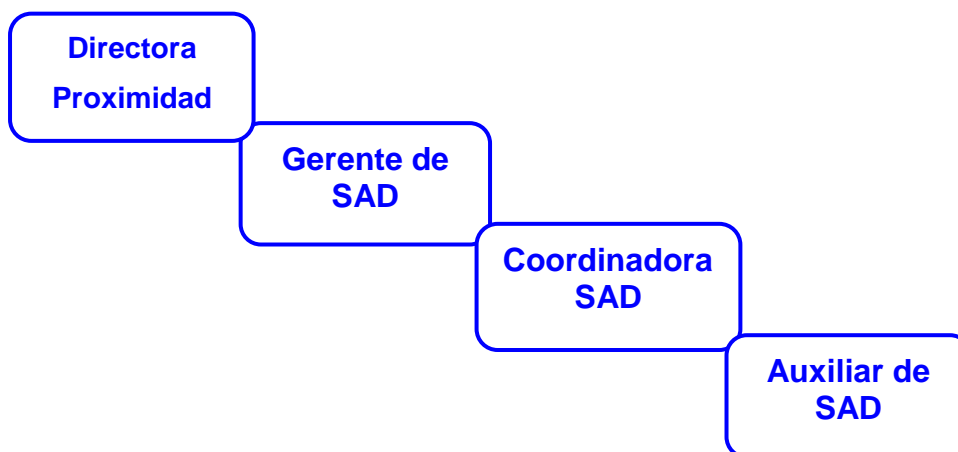 Directora
Proximidad
Gerente de
SAD
Coordinadora
SAD
Auxiliar de
SAD